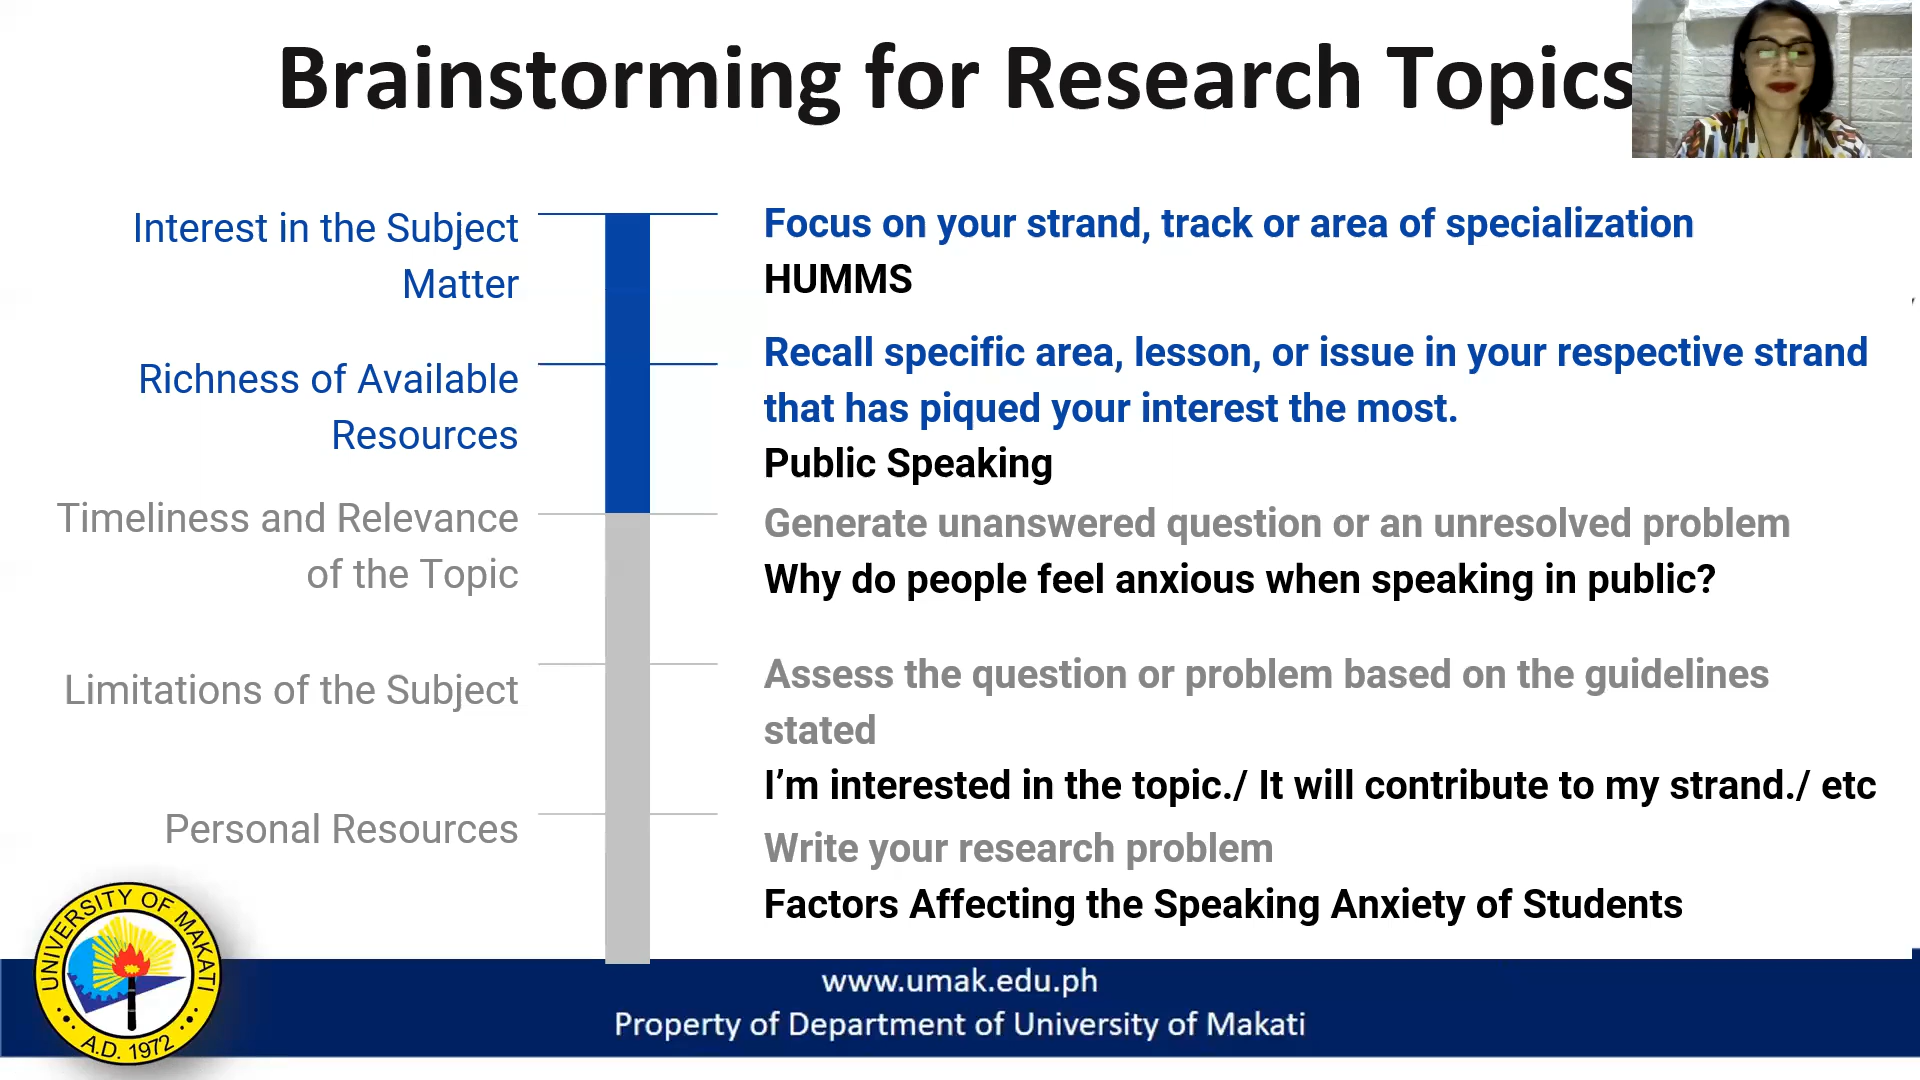 Brainstorming for Research Topics
Interest in the Subject
Matter
Focus on your strand, track or area of specialization
HUMMS
Richness of Available
Resources
Recall specific area, lesson, or issue in your respective strand
that has piqued your interest the most.
Public Speaking
Timeliness and Relevance
of the Topic
Generate unanswered question or an unresolved problem
Why do people feel anxious when speaking in public?
Limitations of the Subject
Assess the question or problem based on the guidelines
stated
I'm interested in the topic./ It will contribute to my strand./ etc
Personal Resources
Write your research problem
Factors Affecting the Speaking Anxiety of Students
UNIVERSITY OF MAKATI
A.D. 1972
www.umak.edu.ph
Property of Department of University of Makati